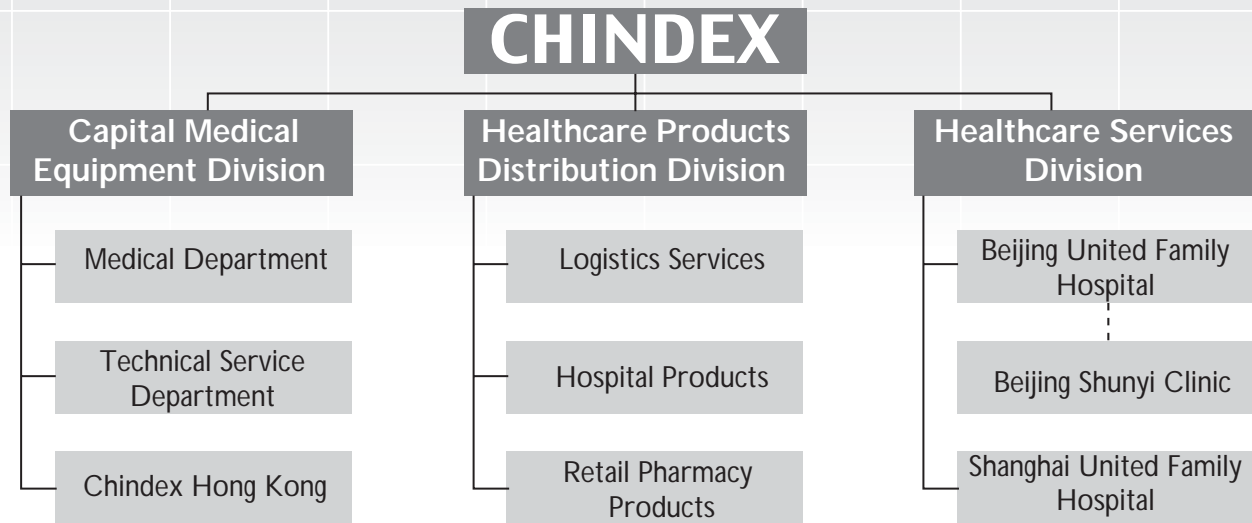 CHINDEX
Capital Medical
Equipment Division
Healthcare Products
Distribution Division
Healthcare Services
Division
Medical Department
Technical Service
Department
Chindex Hong Kong
Logistics Services
Hospital Products
Retail Pharmacy
Products
Beijing United Family
Hospital
Beijing Shunyi Clinic
Shanghai United Family
Hospital